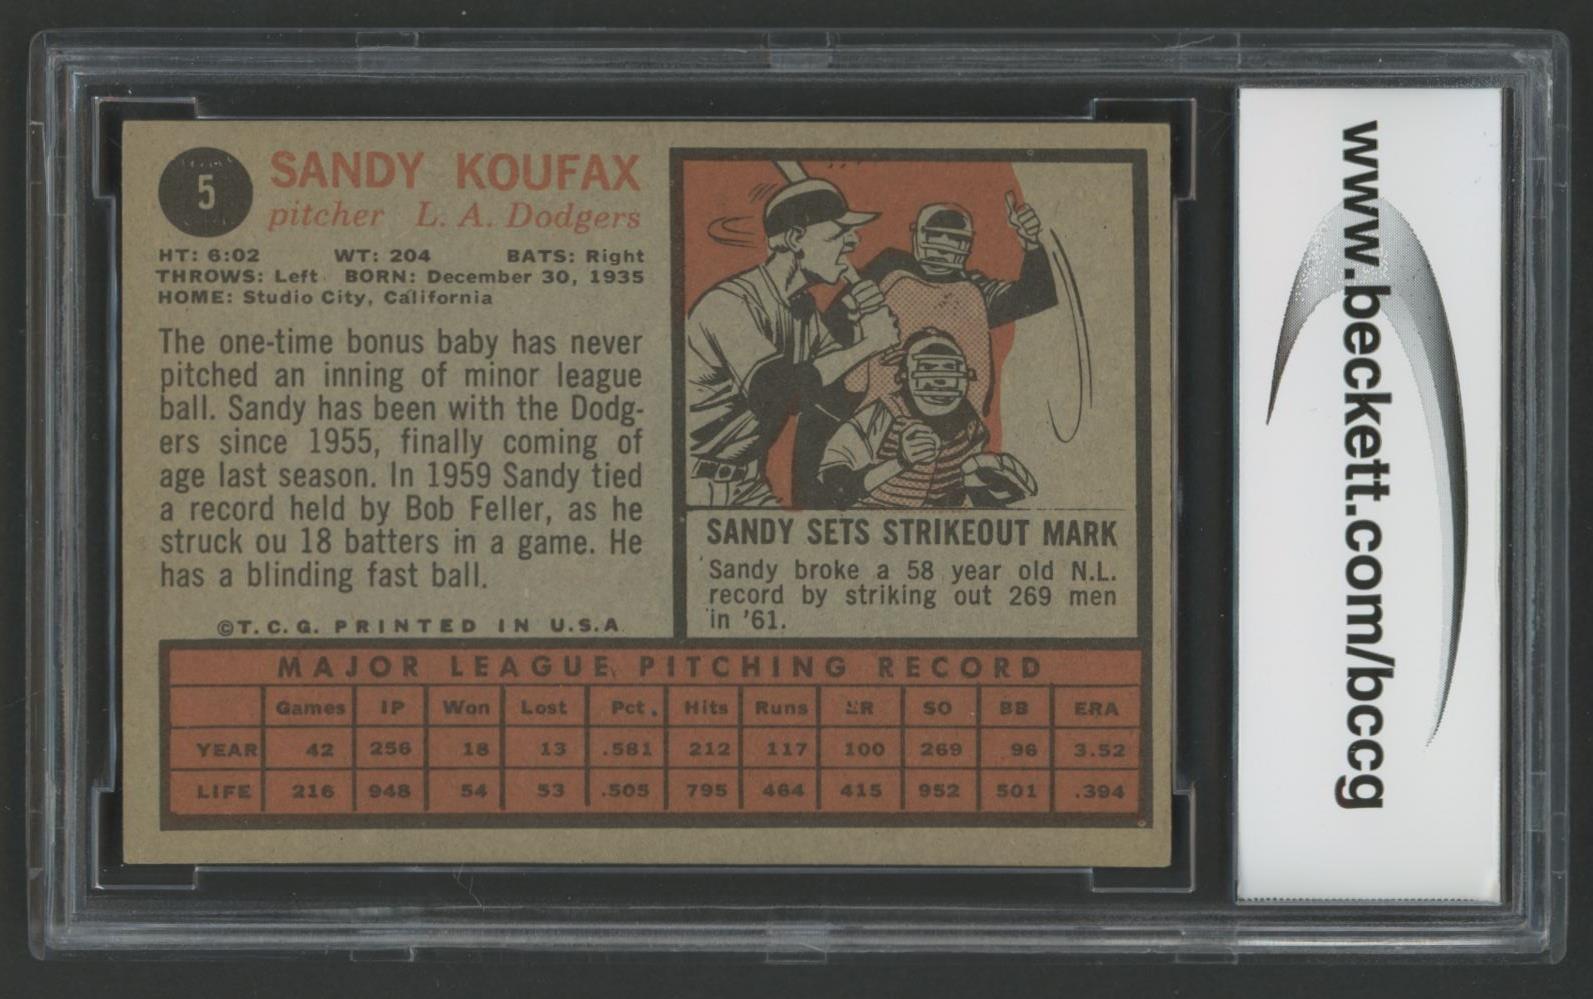 5
SANDY KOUFAX
pitcher L. A. Dodgers
HT: 6:02 WT: 204 BATS: Right
THROWS: Left BORN: December 30, 1935
HOME: Studio City, California
The one-time bonus baby has never
pitched an inning of minor league
ball. Sandy has been with the Dodg-
ers since 1955, finally coming of
age last season. In 1959 Sandy tied
a record held by Bob Feller, as he
struck ou 18 batters in a game. He
has a blinding fast ball.
©T. C. G. PRINTED IN U.S.A
SANDY SETS STRIKEOUT MARK
Sandy broke a 58 year old N.L.
record by striking out 269 men
in '61.
MAJOR LEAGUE PITCHING RECORD
Games IP Won Lost Pct. Hits Runs ER SO BB ERA
YEAR 42 256 18 13 .581 212 117 100 269 96 3.52
LIFE 216 948 54 53 .505 795 464 415 952 501 .394
www.beckett.com/bccg